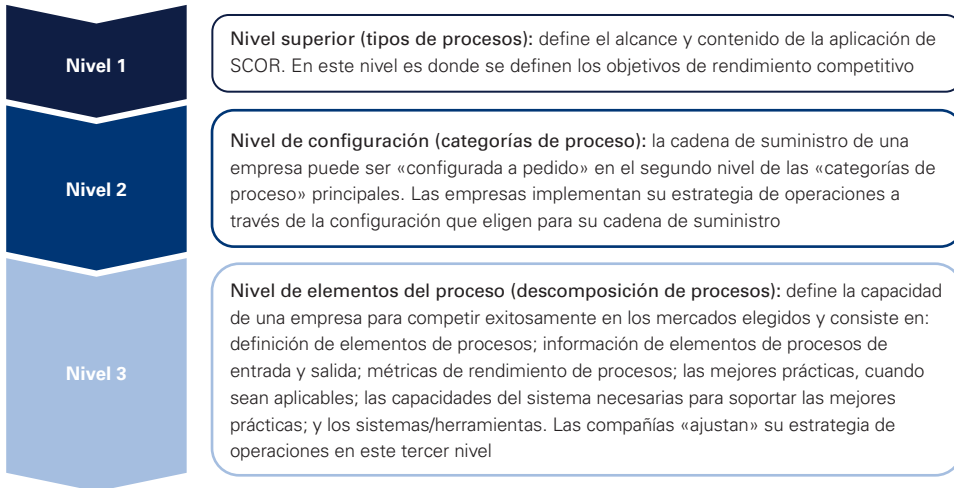 Nivel 1
Nivel superior (tipos de procesos): define el alcance y contenido de la aplicación de
SCOR. En este nivel es donde se definen los objetivos de rendimiento competitivo
Nivel 2
Nivel de configuración (categorías de proceso): la cadena de suministro de una
empresa puede ser «configurada a pedido» en el segundo nivel de las «categorías de
proceso» principales. Las empresas implementan su estrategia de operaciones a
través de la configuración que eligen para su cadena de suministro
Nivel 3
Nivel de elementos del proceso (descomposición de procesos): define la capacidad
de una empresa para competir exitosamente en los mercados elegidos y consiste en:
definición de elementos de procesos; información de elementos de procesos de
entrada y salida; métricas de rendimiento de procesos; las mejores prácticas, cuando
sean aplicables; las capacidades del sistema necesarias para soportar las mejores
prácticas; y los sistemas/herramientas. Las compañías «ajustan» su estrategia de
operaciones en este tercer nivel